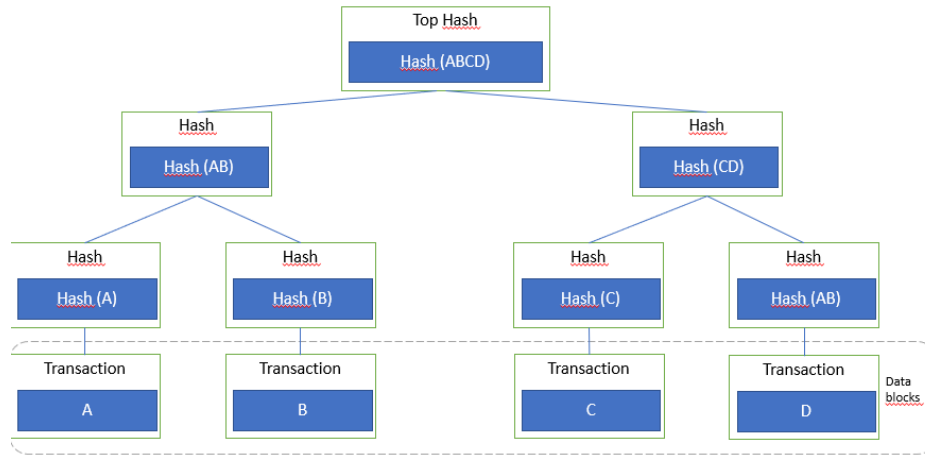 Top Hash
Hash (ABCD)
Hash
Hash
Hash (AB)
Hash (CD)
Hash
Hash
Hash
Hash
Hash (A)
Hash (B)
Hash (C)
Hash (AB)
Transaction
Transaction
Transaction
Transaction
A
B
C
D
Data
blocks